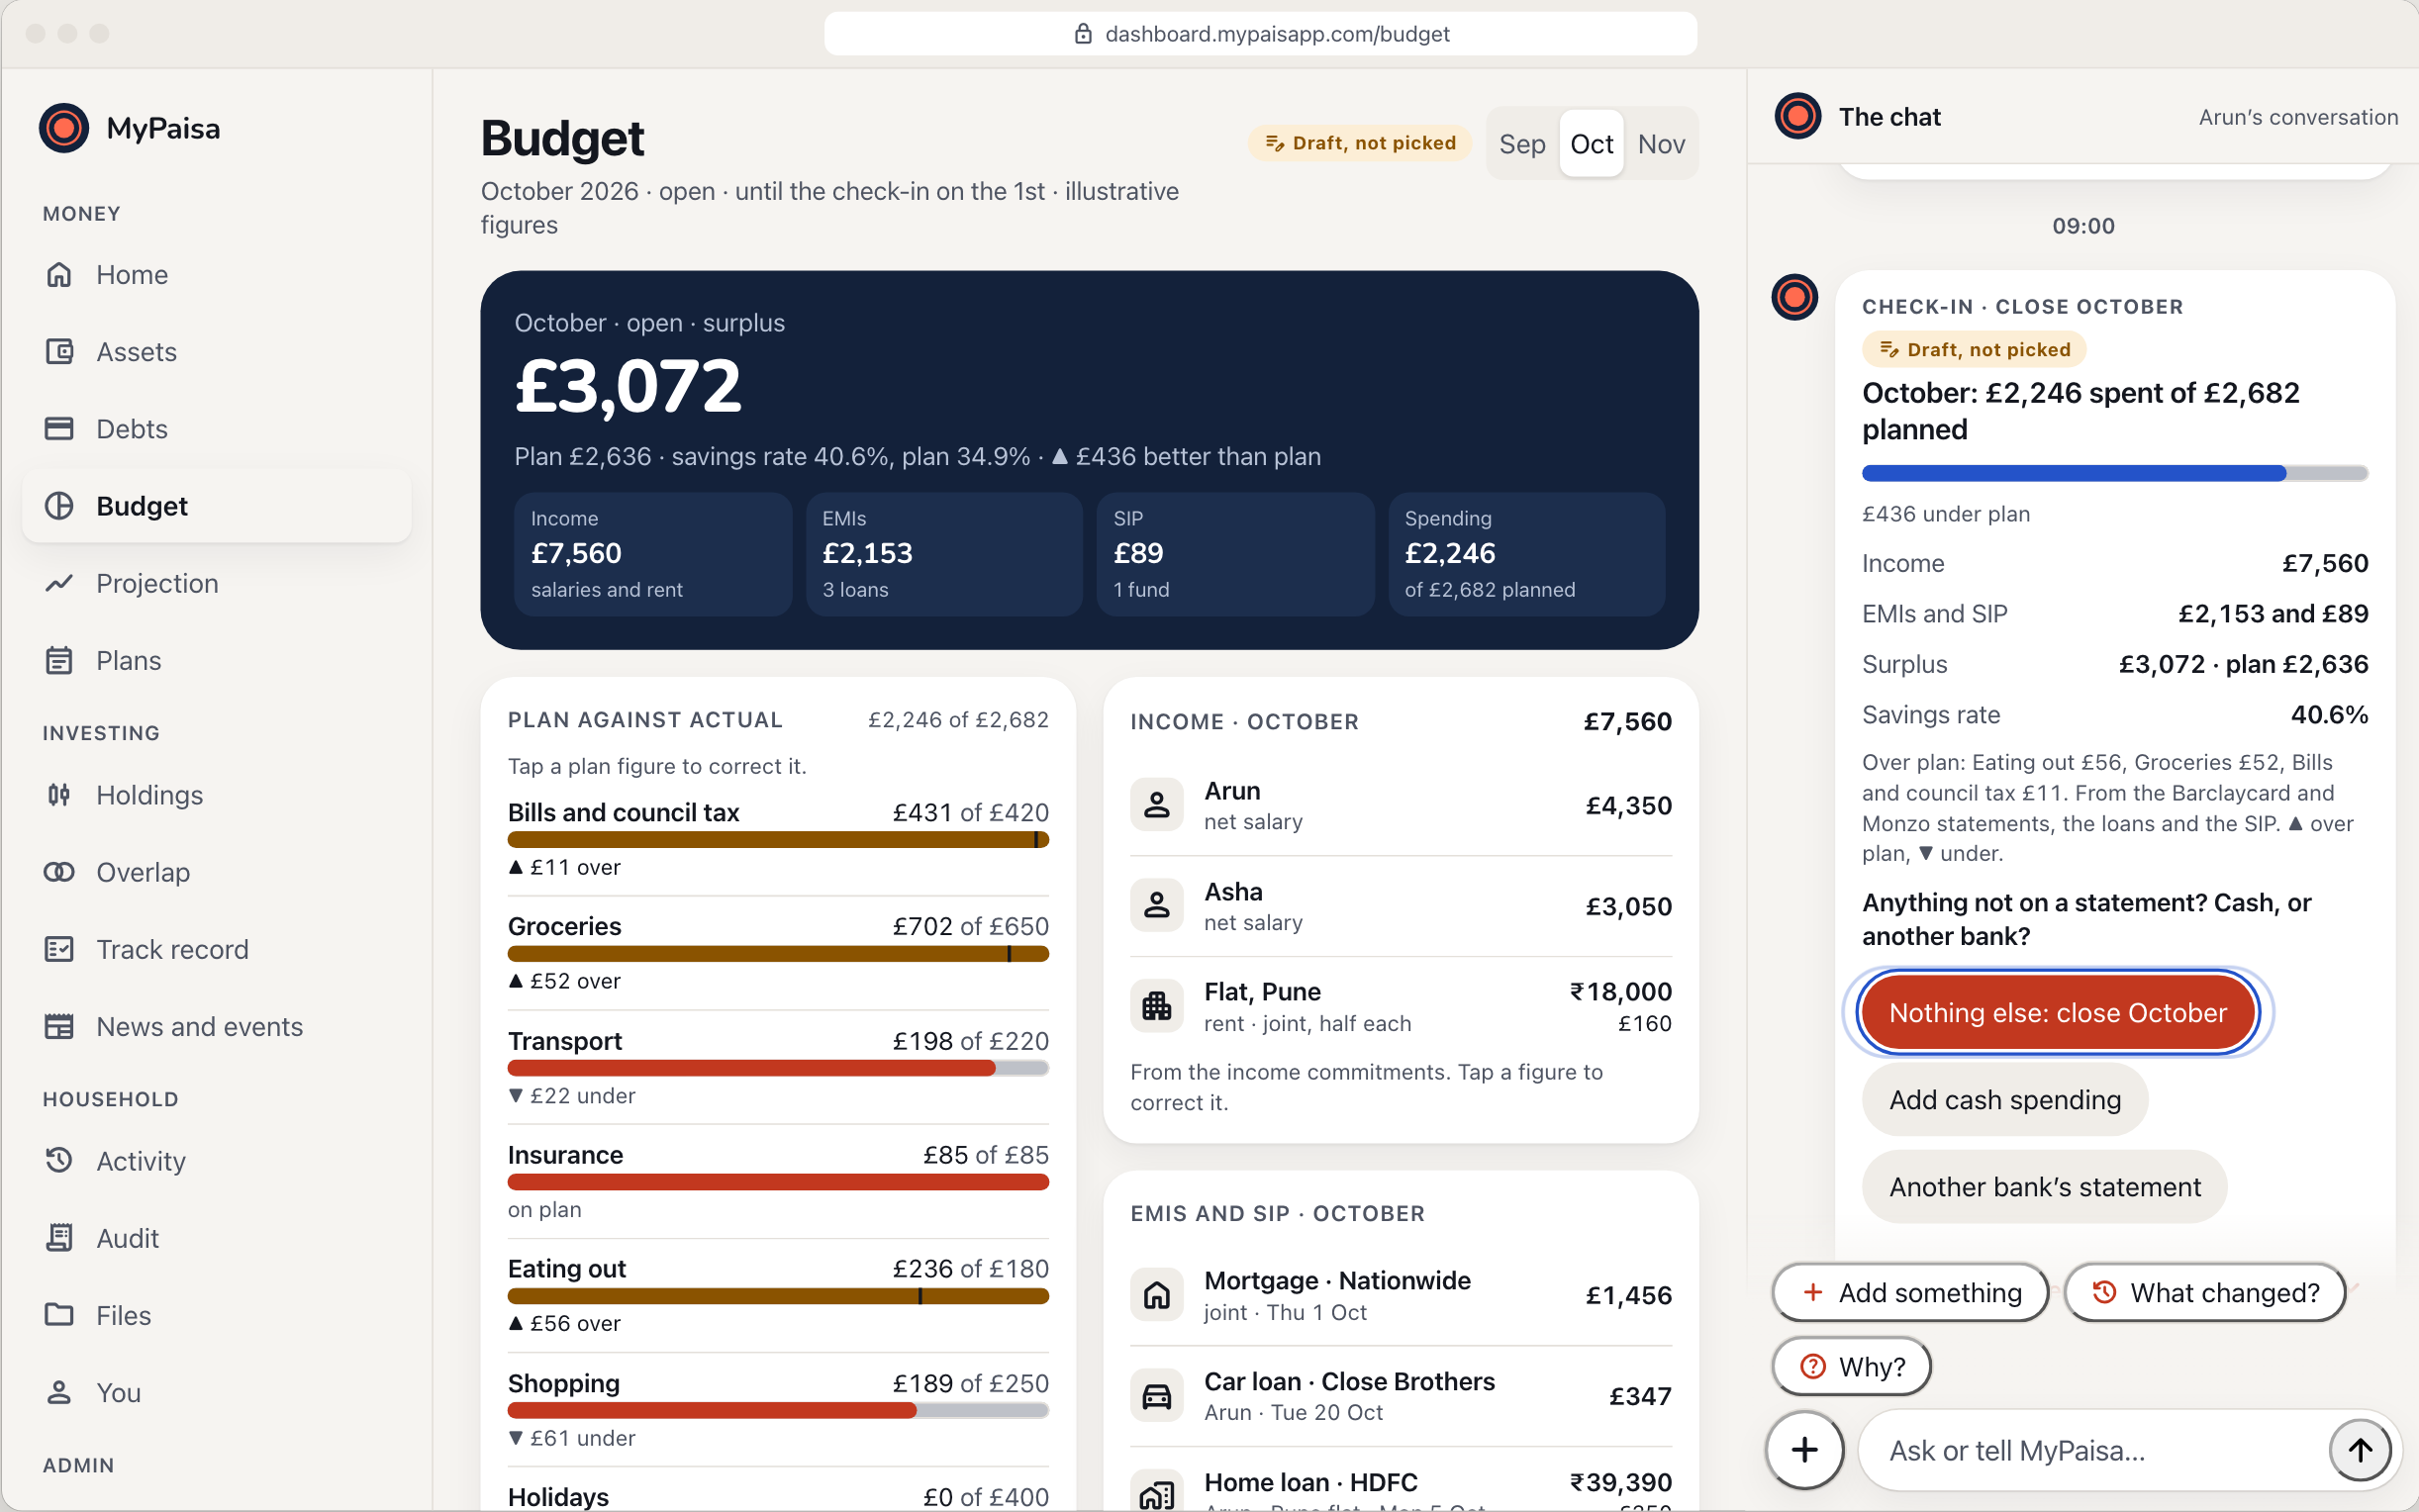 dashboard.mypaisapp.com/budget
MyPaisa
MONEY
Home
Assets
Debts
Budget
Projection
Plans
INVESTING
Holdings
Overlap
Track record
News and events
HOUSEHOLD
Activity
Audit
Files
You
ADMIN
Budget
Draft, not picked
Sep Oct Nov
October 2026 · open · until the check-in on the 1st · illustrative
figures
October · open · surplus
£3,072
Plan £2,636 · savings rate 40.6%, plan 34.9% · ▲ £436 better than plan
Income
£7,560
salaries and rent
EMIs
£2,153
3 loans
SIP
£89
1 fund
Spending
£2,246
of £2,682 planned
PLAN AGAINST ACTUAL £2,246 of £2,682
Tap a plan figure to correct it.
Bills and council tax £431 of £420
▲ £11 over
Groceries £702 of £650
▲ £52 over
Transport £198 of £220
▼ £22 under
Insurance £85 of £85
on plan
Eating out £236 of £180
▲ £56 over
Shopping £189 of £250
▼ £61 under
Holidays £0 of £400
INCOME · OCTOBER £7,560
Arun £4,350
net salary
Asha £3,050
net salary
Flat, Pune ₹18,000
rent · joint, half each £160
From the income commitments. Tap a figure to
correct it.
EMIS AND SIP · OCTOBER
Mortgage · Nationwide £1,456
joint · Thu 1 Oct
Car loan · Close Brothers £347
Arun · Tue 20 Oct
Home loan · HDFC ₹39,390
The chat Arun’s conversation
09:00
CHECK-IN · CLOSE OCTOBER
Draft, not picked
October: £2,246 spent of £2,682
planned
£436 under plan
Income £7,560
EMIs and SIP £2,153 and £89
Surplus £3,072 · plan £2,636
Savings rate 40.6%
Over plan: Eating out £56, Groceries £52, Bills
and council tax £11. From the Barclaycard and
Monzo statements, the loans and the SIP. ▲ over
plan, ▼ under.
Anything not on a statement? Cash, or
another bank?
Nothing else: close October
Add cash spending
Another bank’s statement
Add something
What changed?
Why?
Ask or tell MyPaisa...